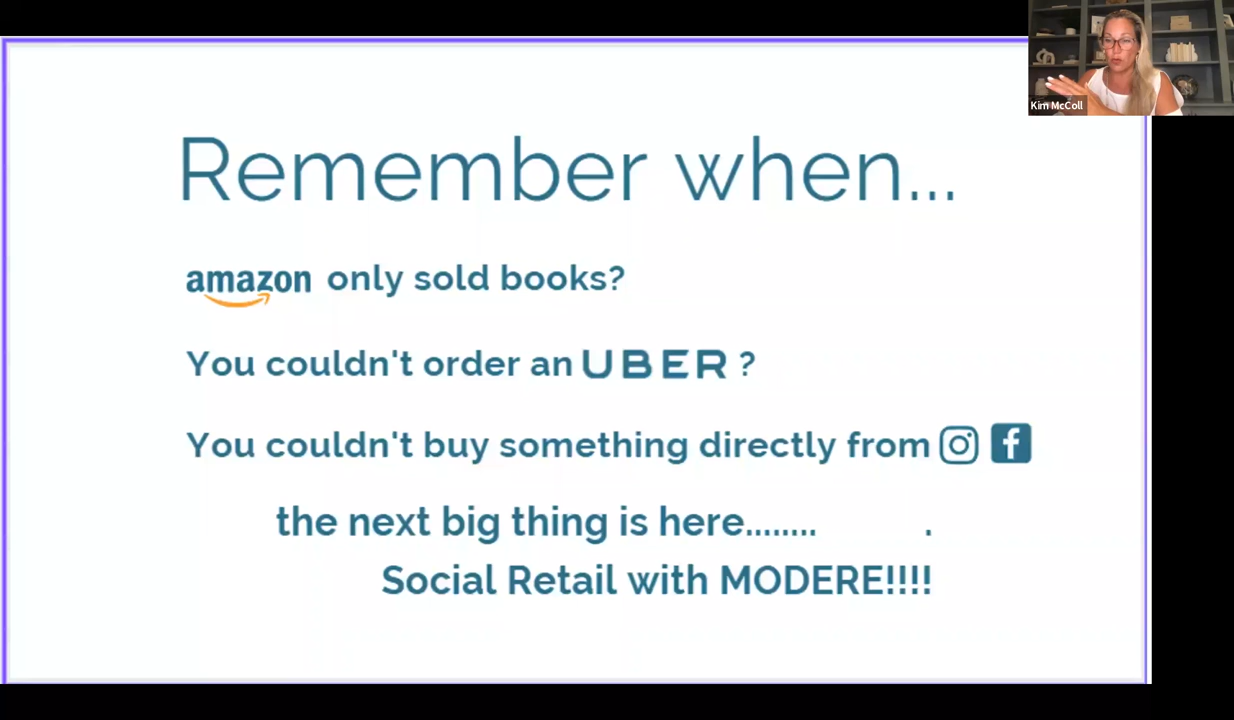 Kim McColl
Remember when...
amazon only sold books?
You couldn't order an UBER ?
You couldn't buy something directly from
the next big thing is here........ .
Social Retail with MODERE!!!!